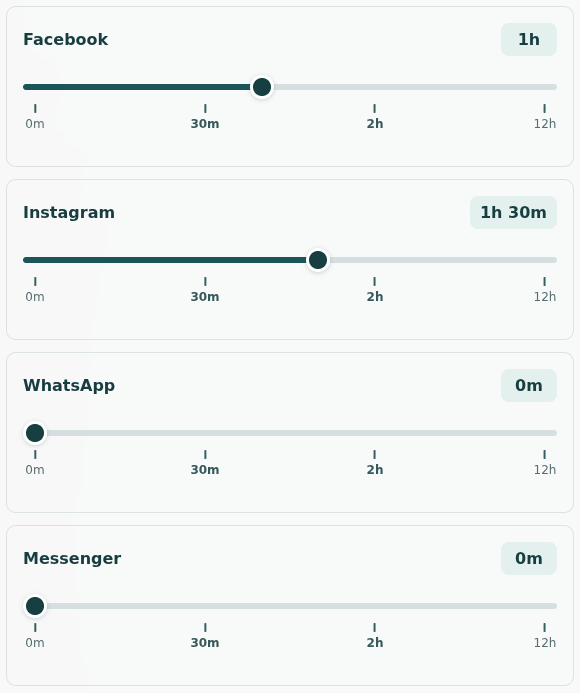 Facebook 1h
0m 30m 2h 12h
Instagram 1h 30m
0m 30m 2h 12h
WhatsApp 0m
0m 30m 2h 12h
Messenger 0m
0m 30m 2h 12h